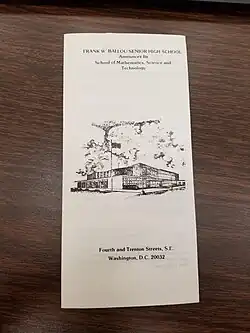 FRANK W. BALLOU SENIOR HIGH SCHOOL
Announces Its
School of Mathematics, Science and
Technology
Fourth and Trenton Streets, S.E.
Washington, D.C. 20032